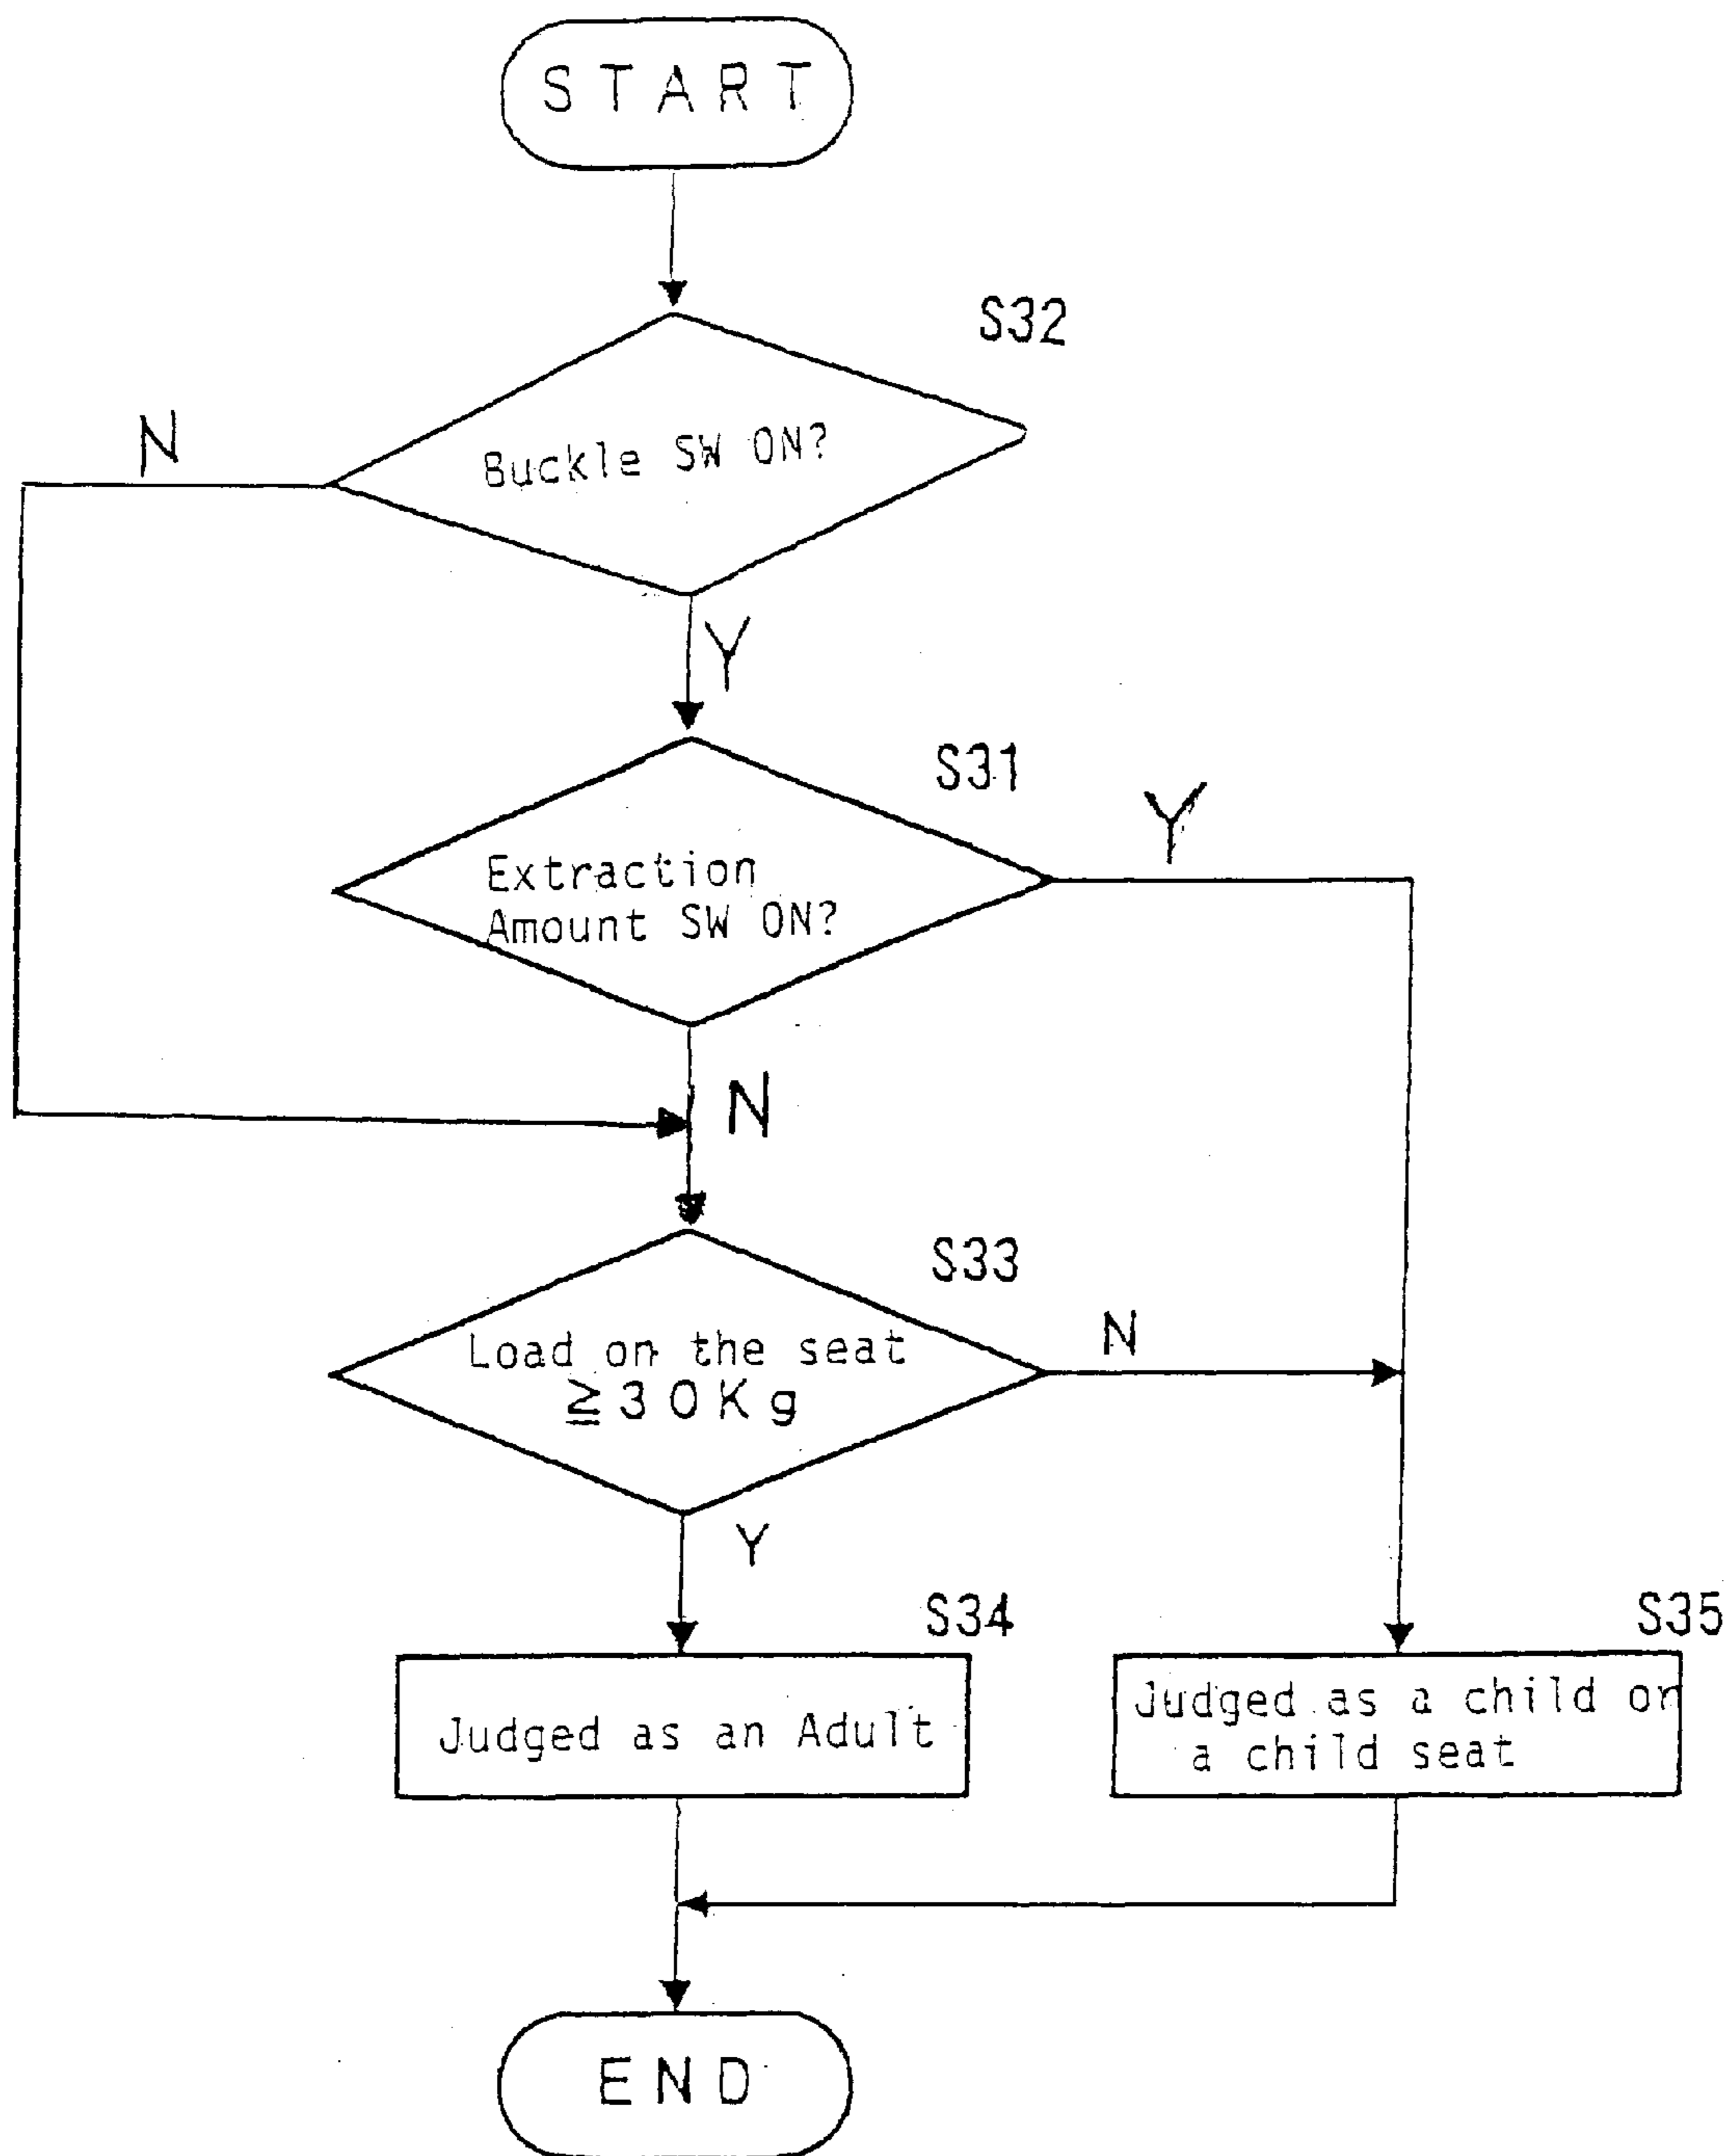 START
S32
N
Buckle SW ON?
Y
S31
Y
Extraction
Amount SW ON?
N
S33
Load on the seat
≧30Kg
N
Y
S34
S35
Judged as an Adult
Judged as a child on
a child seat
END